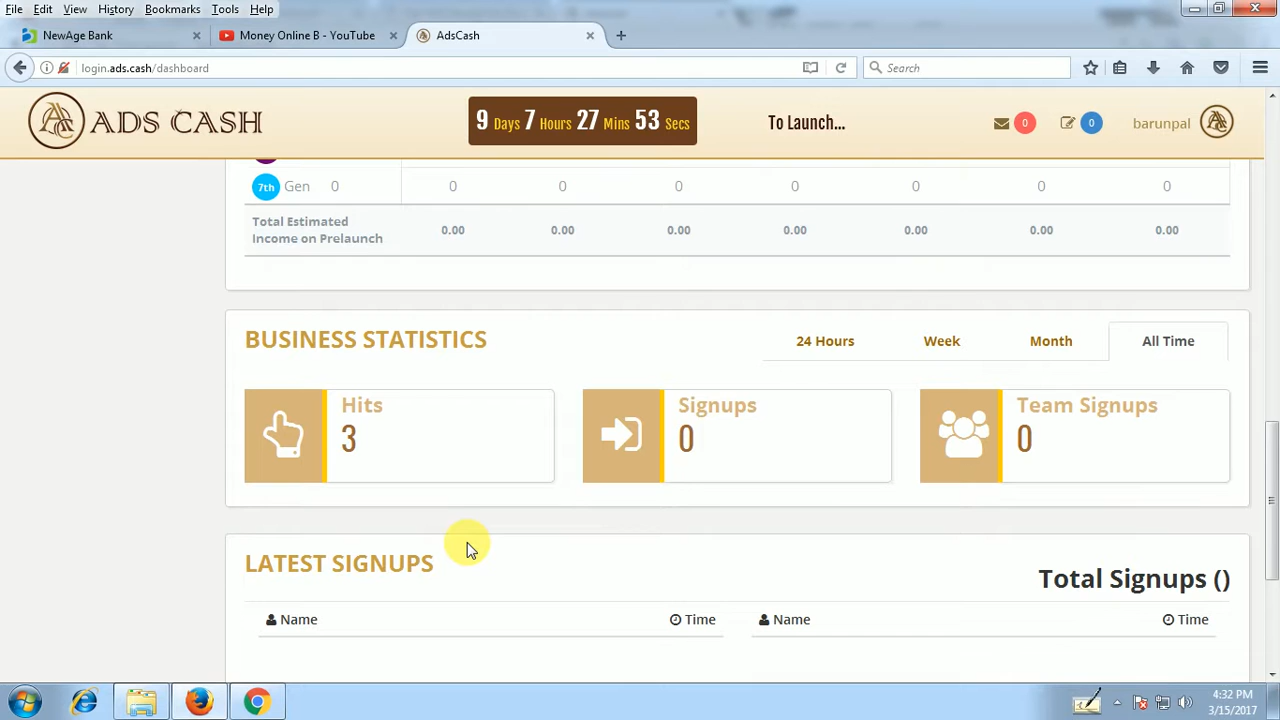 File Edit View History Bookmarks Tools Help
NewAge Bank
Money Online B - YouTube
AdsCash
login.ads.cash/dashboard
Search
ADS CASH
9 Days 7 Hours 27 Mins 53 Secs
To Launch...
0
0
barunpal
7th Gen 0 0 0 0 0 0 0 0
Total Estimated
Income on Prelaunch
0.00 0.00 0.00 0.00 0.00 0.00 0.00
BUSINESS STATISTICS
24 Hours Week Month All Time
Hits
3
Signups
0
Team Signups
0
LATEST SIGNUPS
Total Signups ()
Name Time Name Time
4:32 PM
3/15/2017